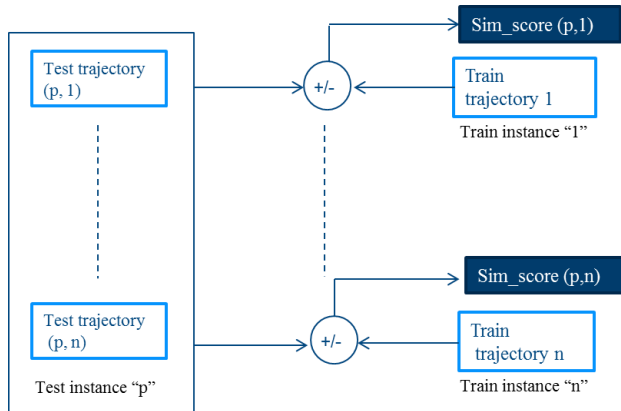 Sim_score (p,1)
Test trajectory
(p, 1)
+/-
Train
trajectory 1
Train instance “1”
Sim_score (p,n)
Test trajectory
(p, n)
+/-
Train
trajectory n
Test instance “p”
Train instance “n”